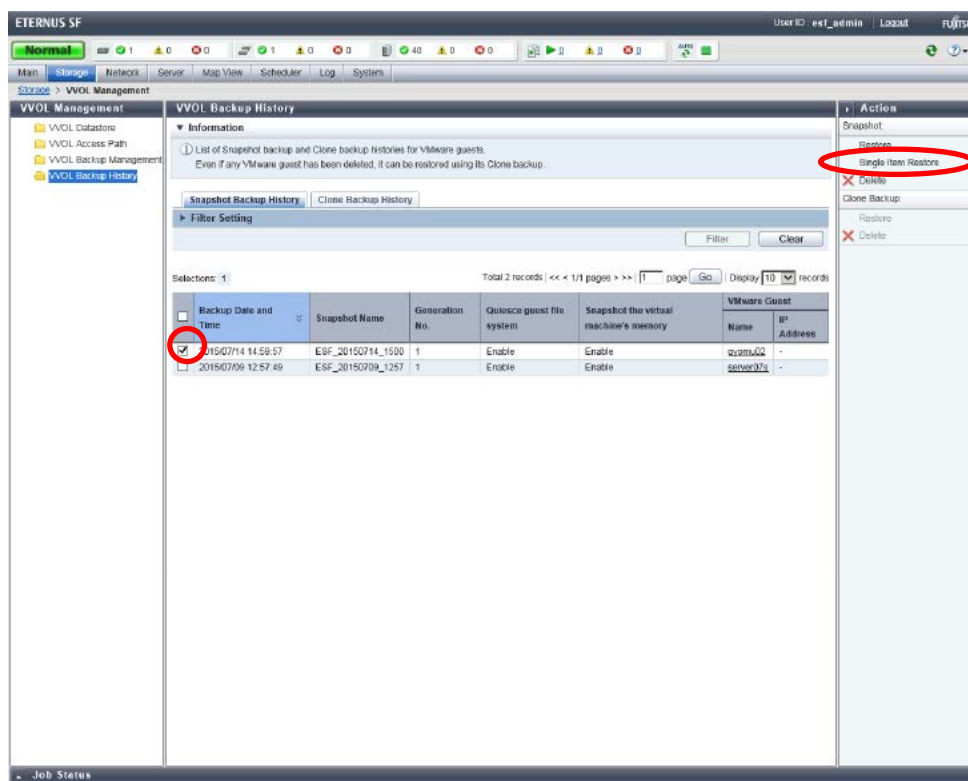 ETERNUS SF
User ID : esf_admin | Logout
FUJITSU
Normal 1 0 0 1 0 0 40 0 0 0 0 0
Main Storage Network Server Map View Scheduler Log System
Storage > VVOL Management
VVOL Management
VVOL Datastore
VVOL Access Path
VVOL Backup Management
VVOL Backup History
VVOL Backup History
Information
List of Snapshot backup and Clone backup histories for VMware guests.
Even if any VMware guest has been deleted, it can be restored using its Clone backup.
Snapshot Backup History Clone Backup History
Filter Setting
Filter Clear
Selections: 1
Total 2 records | << < 1/1 pages > >> | 1 page Go | Display 10 records
Backup Date and Time Snapshot Name Generation No. Quiesce guest file system Snapshot the virtual machine's memory VMware Guest Name IP Address
2015/07/14 14:59:57 ESF_20150714_1500 1 Enable Enable -
2015/07/09 12:57:49 ESF_20150709_1257 1 Enable Enable server07s -
Action
Snapshot
Restore
Single Item Restore
Delete
Clone Backup
Restore
Delete
Job Status